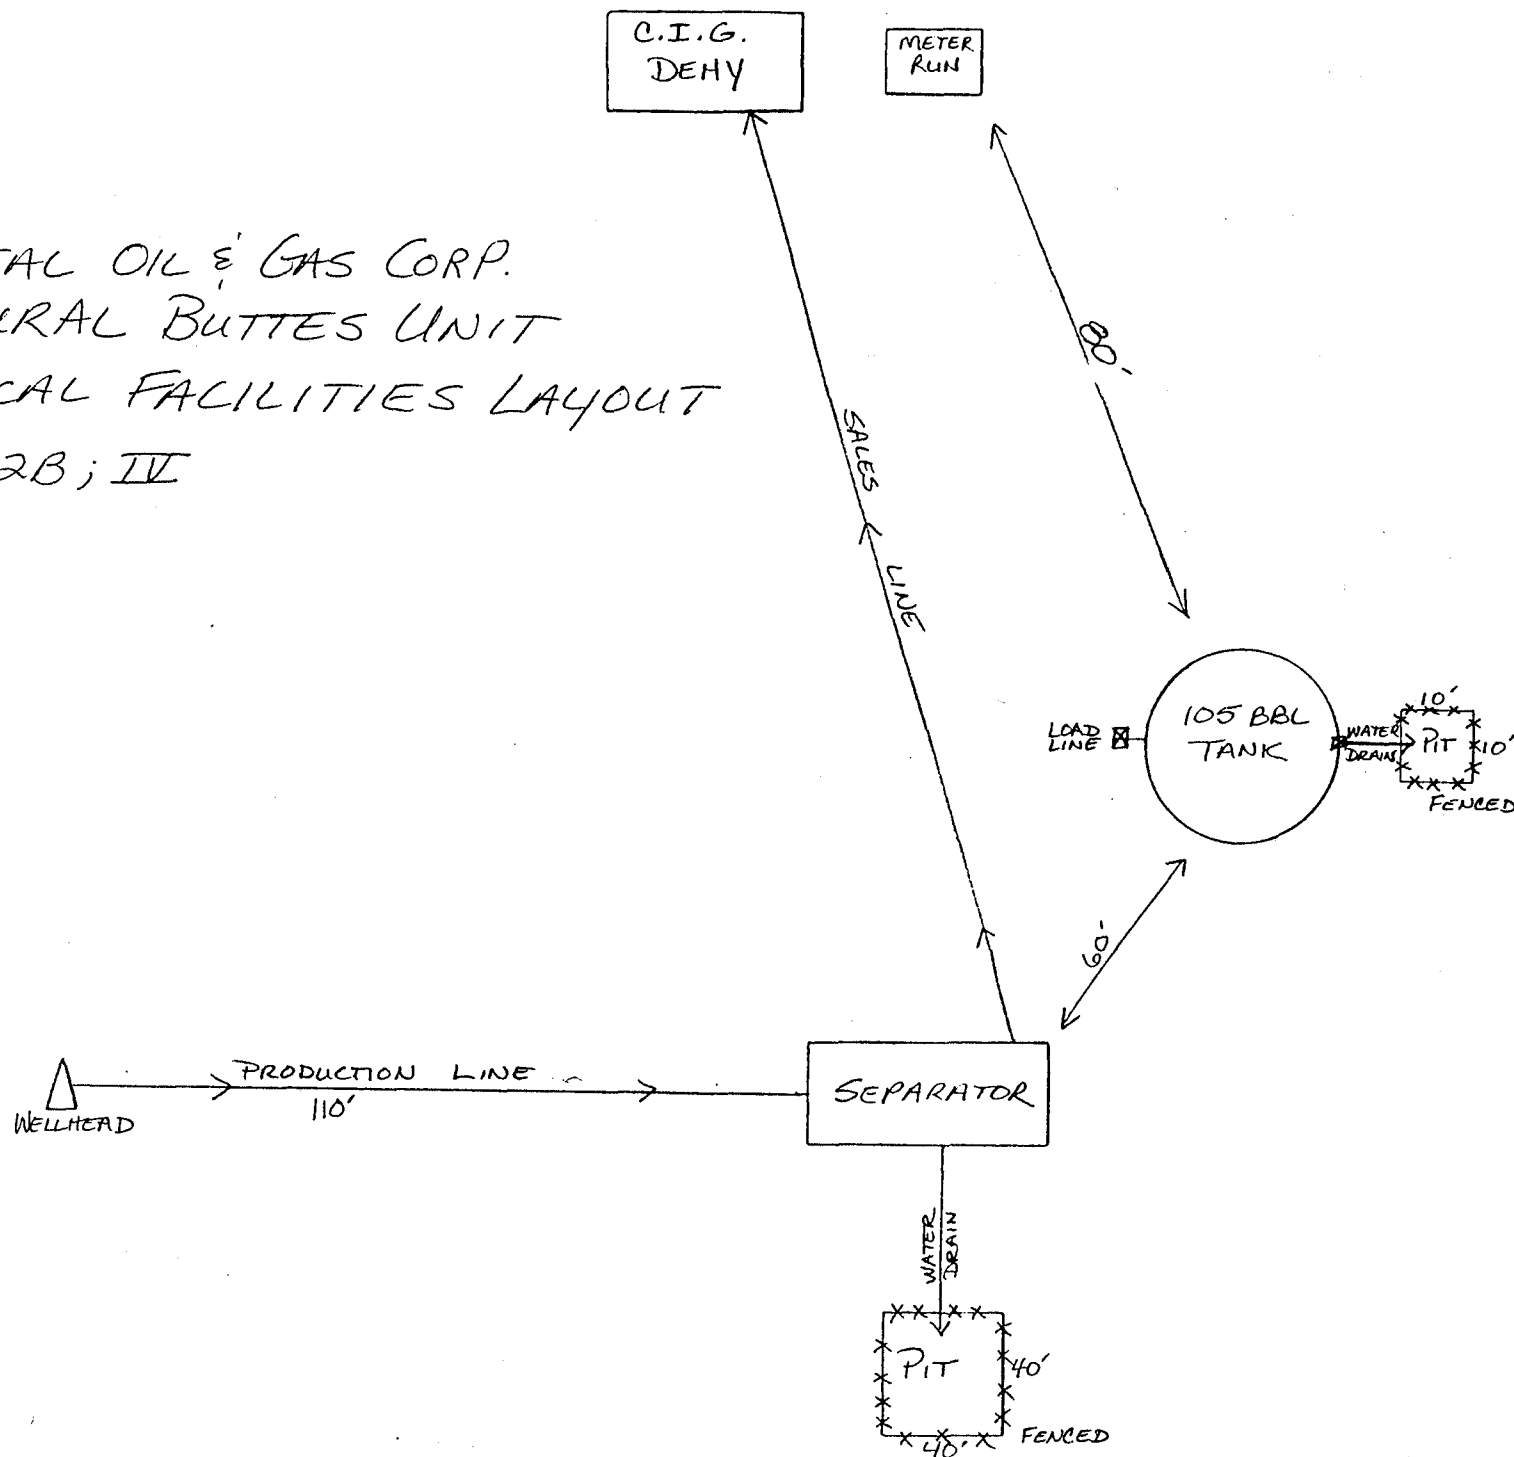 C.I.G.
DEHY
METER
RUN
TAL OIL & GAS CORP.
URAL BUTTES UNIT
CAL FACILITIES LAYOUT
2B; IV
80'
SALES LINE
LOAD
LINE
105 BBL
TANK
WATER
DRAIN
10'
PIT
10'
FENCED
60'
WELLHEAD
PRODUCTION LINE
110'
SEPARATOR
WATER
DRAIN
PIT
40'
40'
FENCED